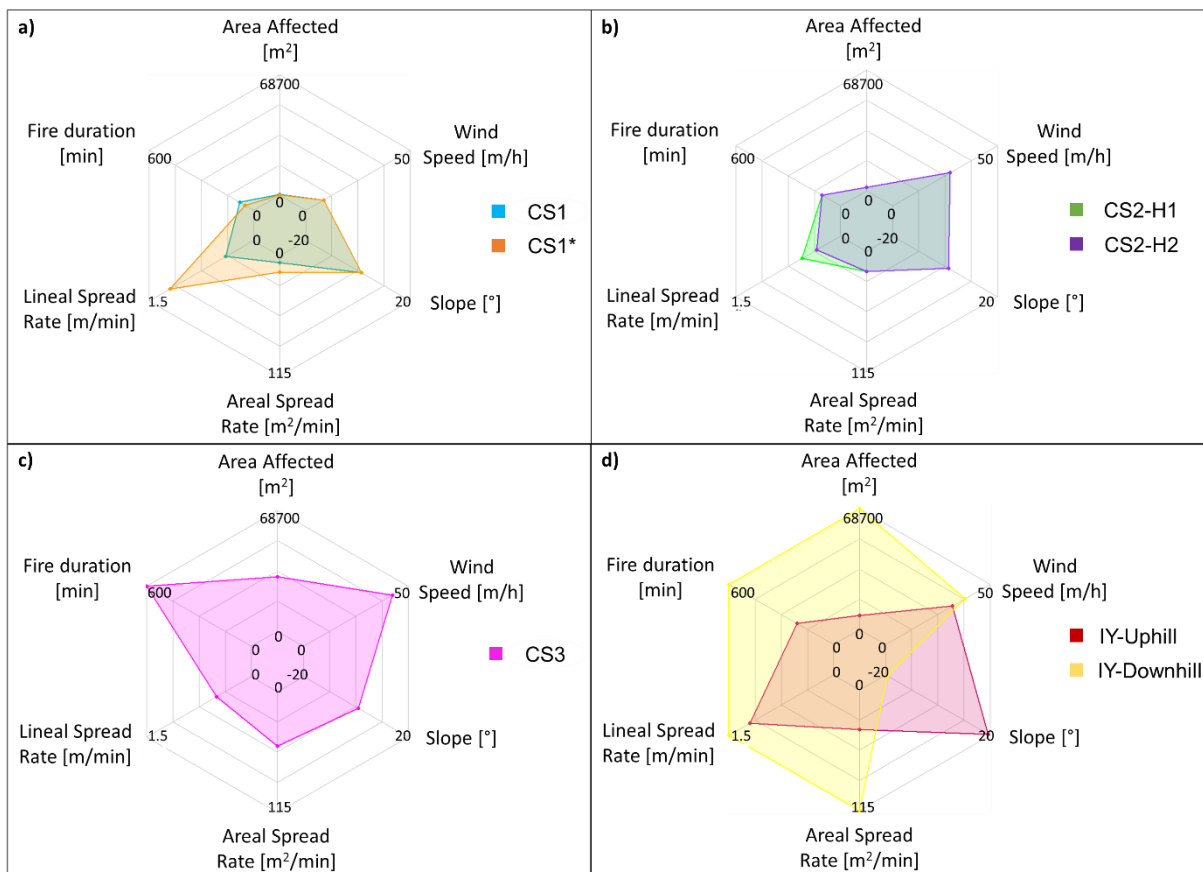 a)
Area Affected
[m²]
68700
Fire duration
[min]
600
Wind
Speed [m/h]
50
0
0
0
0
-20
0
CS1
CS1*
1.5
Lineal Spread
Rate [m/min]
20
Slope [°]
115
Areal Spread
Rate [m²/min]
b)
Area Affected
[m²]
68700
Fire duration
[min]
600
Wind
Speed [m/h]
50
0
0
0
0
-20
0
CS2-H1
CS2-H2
1.5
Lineal Spread
Rate [m/min]
20
Slope [°]
115
Areal Spread
Rate [m²/min]
c)
Area Affected
[m²]
68700
Fire duration
[min]
600
Wind
Speed [m/h]
50
0
0
0
0
-20
0
CS3
1.5
Lineal Spread
Rate [m/min]
20
Slope [°]
115
Areal Spread
Rate [m²/min]
d)
Area Affected
[m²]
68700
Fire duration
[min]
600
Wind
Speed [m/h]
50
0
0
0
0
-20
0
IY-Uphill
IY-Downhill
1.5
Lineal Spread
Rate [m/min]
20
Slope [°]
115
Areal Spread
Rate [m²/min]